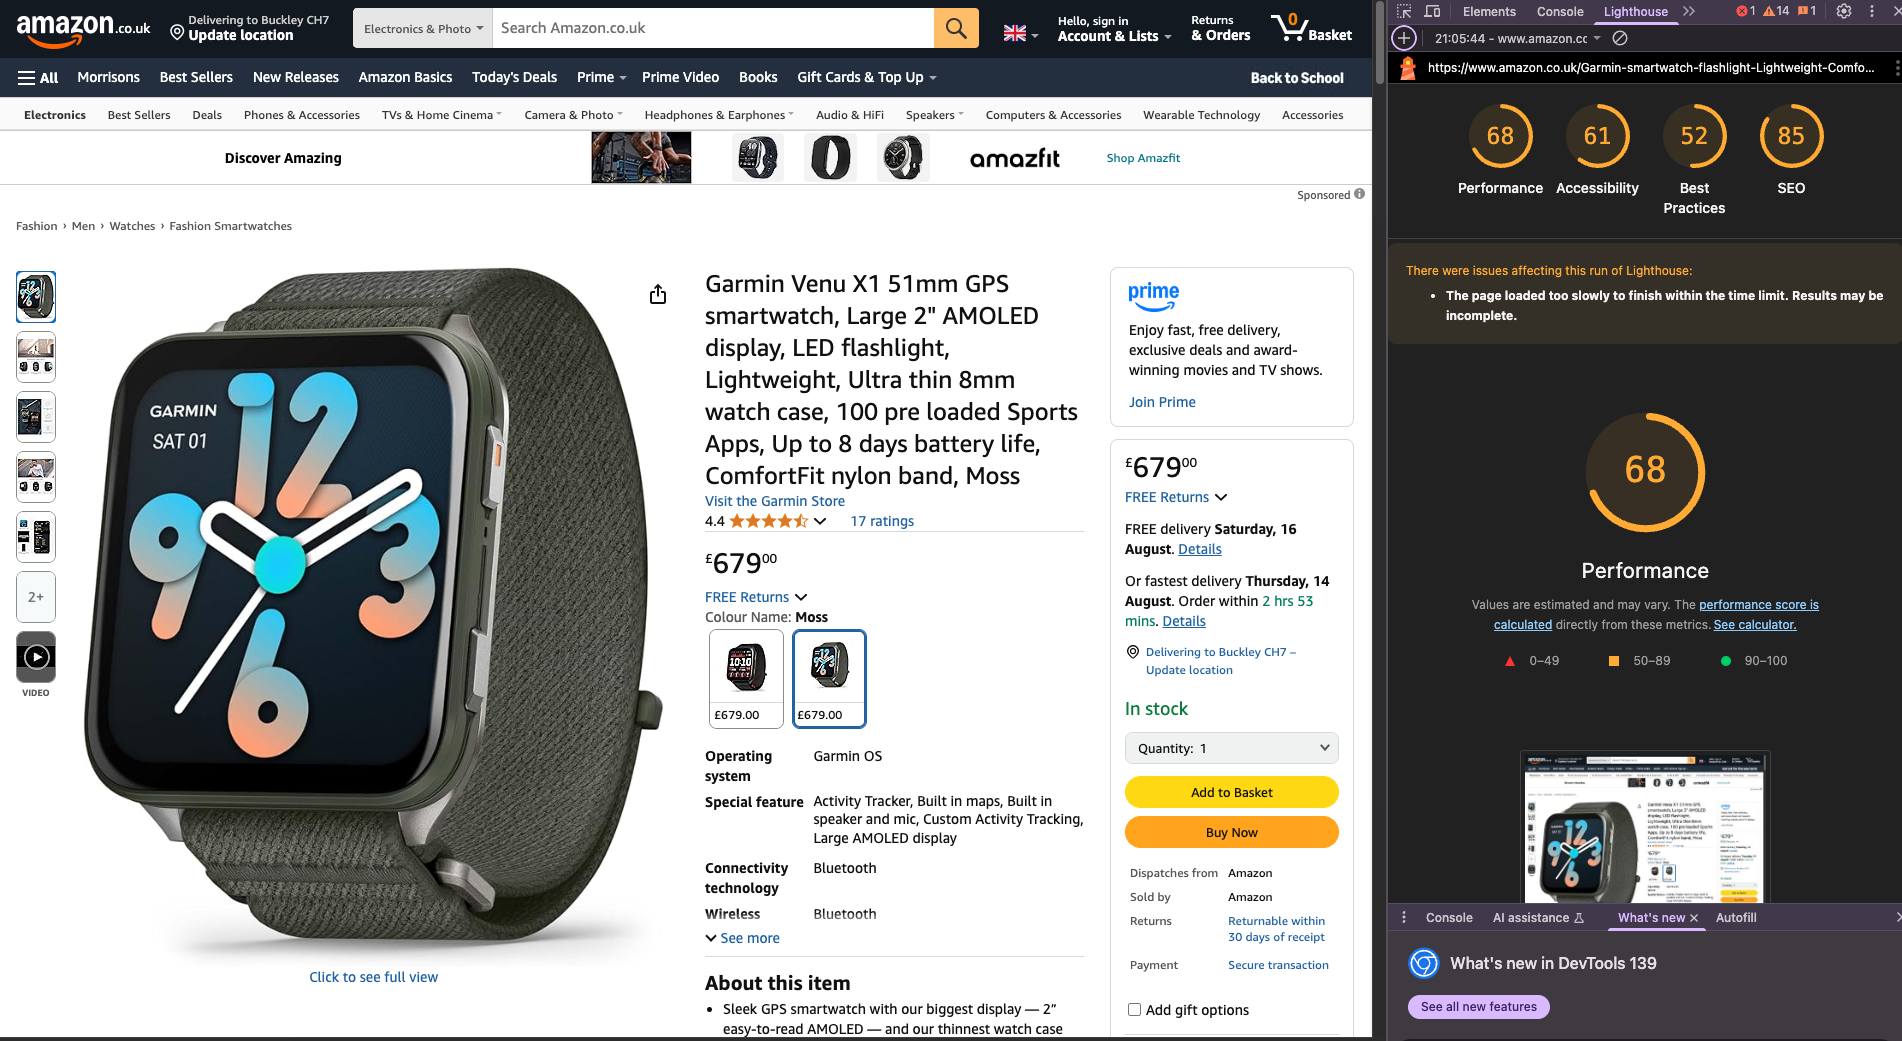 amazon.co.uk
Delivering to Buckley CH7
Update location
Electronics & Photo
Search Amazon.co.uk
Hello, sign in
Account & Lists
Returns
& Orders
0
Basket
All
Morrisons
Best Sellers
New Releases
Amazon Basics
Today's Deals
Prime
Prime Video
Books
Gift Cards & Top Up
Back to School
Electronics
Best Sellers
Deals
Phones & Accessories
TVs & Home Cinema
Camera & Photo
Headphones & Earphones
Audio & HiFi
Speakers
Computers & Accessories
Wearable Technology
Accessories
Discover Amazing
amazfit
Shop Amazfit
Sponsored
Fashion › Men › Watches › Fashion Smartwatches
2+
VIDEO
GARMIN
SAT 01
12
9
3
6
Click to see full view
Garmin Venu X1 51mm GPS
smartwatch, Large 2" AMOLED
display, LED flashlight,
Lightweight, Ultra thin 8mm
watch case, 100 pre loaded Sports
Apps, Up to 8 days battery life,
ComfortFit nylon band, Moss
Visit the Garmin Store
4.4
17 ratings
£67900
FREE Returns
Colour Name: Moss
10:10
£679.00
£679.00
Operating
system
Garmin OS
Special feature
Activity Tracker, Built in maps, Built in
speaker and mic, Custom Activity Tracking,
Large AMOLED display
Connectivity
technology
Bluetooth
Wireless
Bluetooth
See more
About this item
• Sleek GPS smartwatch with our biggest display — 2”
easy-to-read AMOLED — and our thinnest watch case
prime
Enjoy fast, free delivery,
exclusive deals and award-
winning movies and TV shows.
Join Prime
£67900
FREE Returns
FREE delivery Saturday, 16
August. Details
Or fastest delivery Thursday, 14
August. Order within 2 hrs 53
mins. Details
Delivering to Buckley CH7 –
Update location
In stock
Quantity: 1
Add to Basket
Buy Now
Dispatches from Amazon
Sold by Amazon
Returns Returnable within
30 days of receipt
Payment Secure transaction
Add gift options
Elements
Console
Lighthouse
1
14
1
21:05:44 - www.amazon.cc
https://www.amazon.co.uk/Garmin-smartwatch-flashlight-Lightweight-Comfo...
68
61
52
85
Performance
Accessibility
Best
Practices
SEO
There were issues affecting this run of Lighthouse:
• The page loaded too slowly to finish within the time limit. Results may be
incomplete.
68
Performance
Values are estimated and may vary. The performance score is
calculated directly from these metrics. See calculator.
0–49
50–89
90–100
Console
AI assistance
What's new
Autofill
What's new in DevTools 139
See all new features